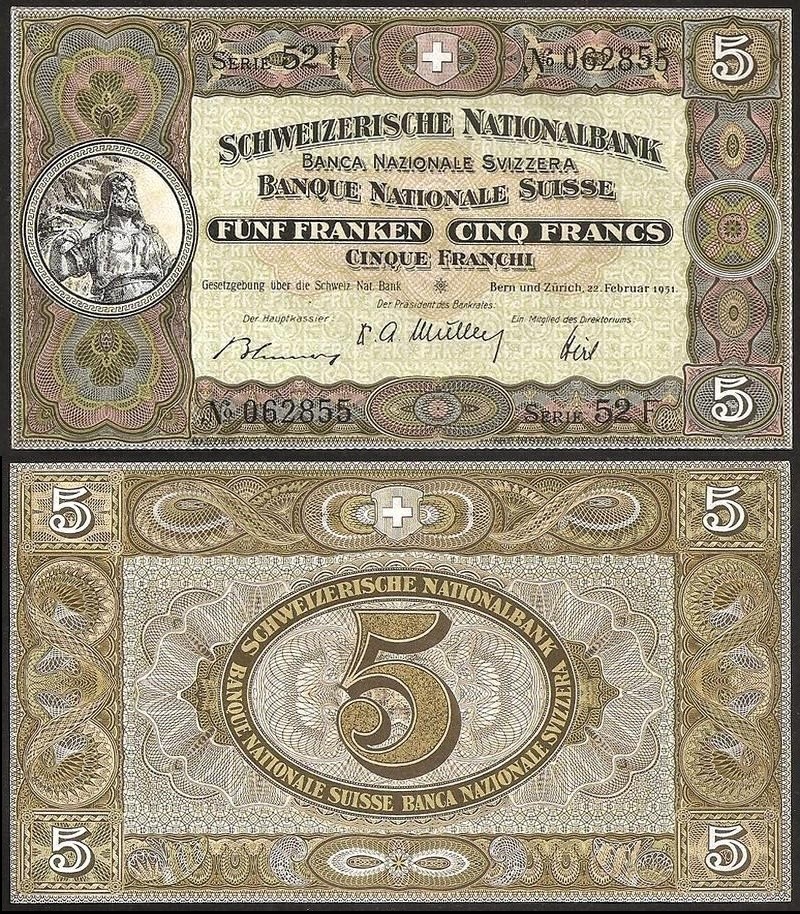 SERIE 52 F
No 062855
5
SCHWEIZERISCHE NATIONALBANK
BANCA NAZIONALE SVIZZERA
BANQUE NATIONALE SUISSE
FÜNF FRANKEN CINQ FRANCS
CINQUE FRANCHI
Gesetzgebung über die Schweiz. Nat. Bank
Bern und Zürich, 22. Februar 1951.
Der Präsident des Bankrates:
Der Hauptkassier:
Ein Mitglied des Direktoriums:
No 062855
SERIE 52 F
5
5
5
SCHWEIZERISCHE NATIONALBANK
5
BANQUE NATIONALE SUISSE BANCA NAZIONALE SVIZZERA
5
5